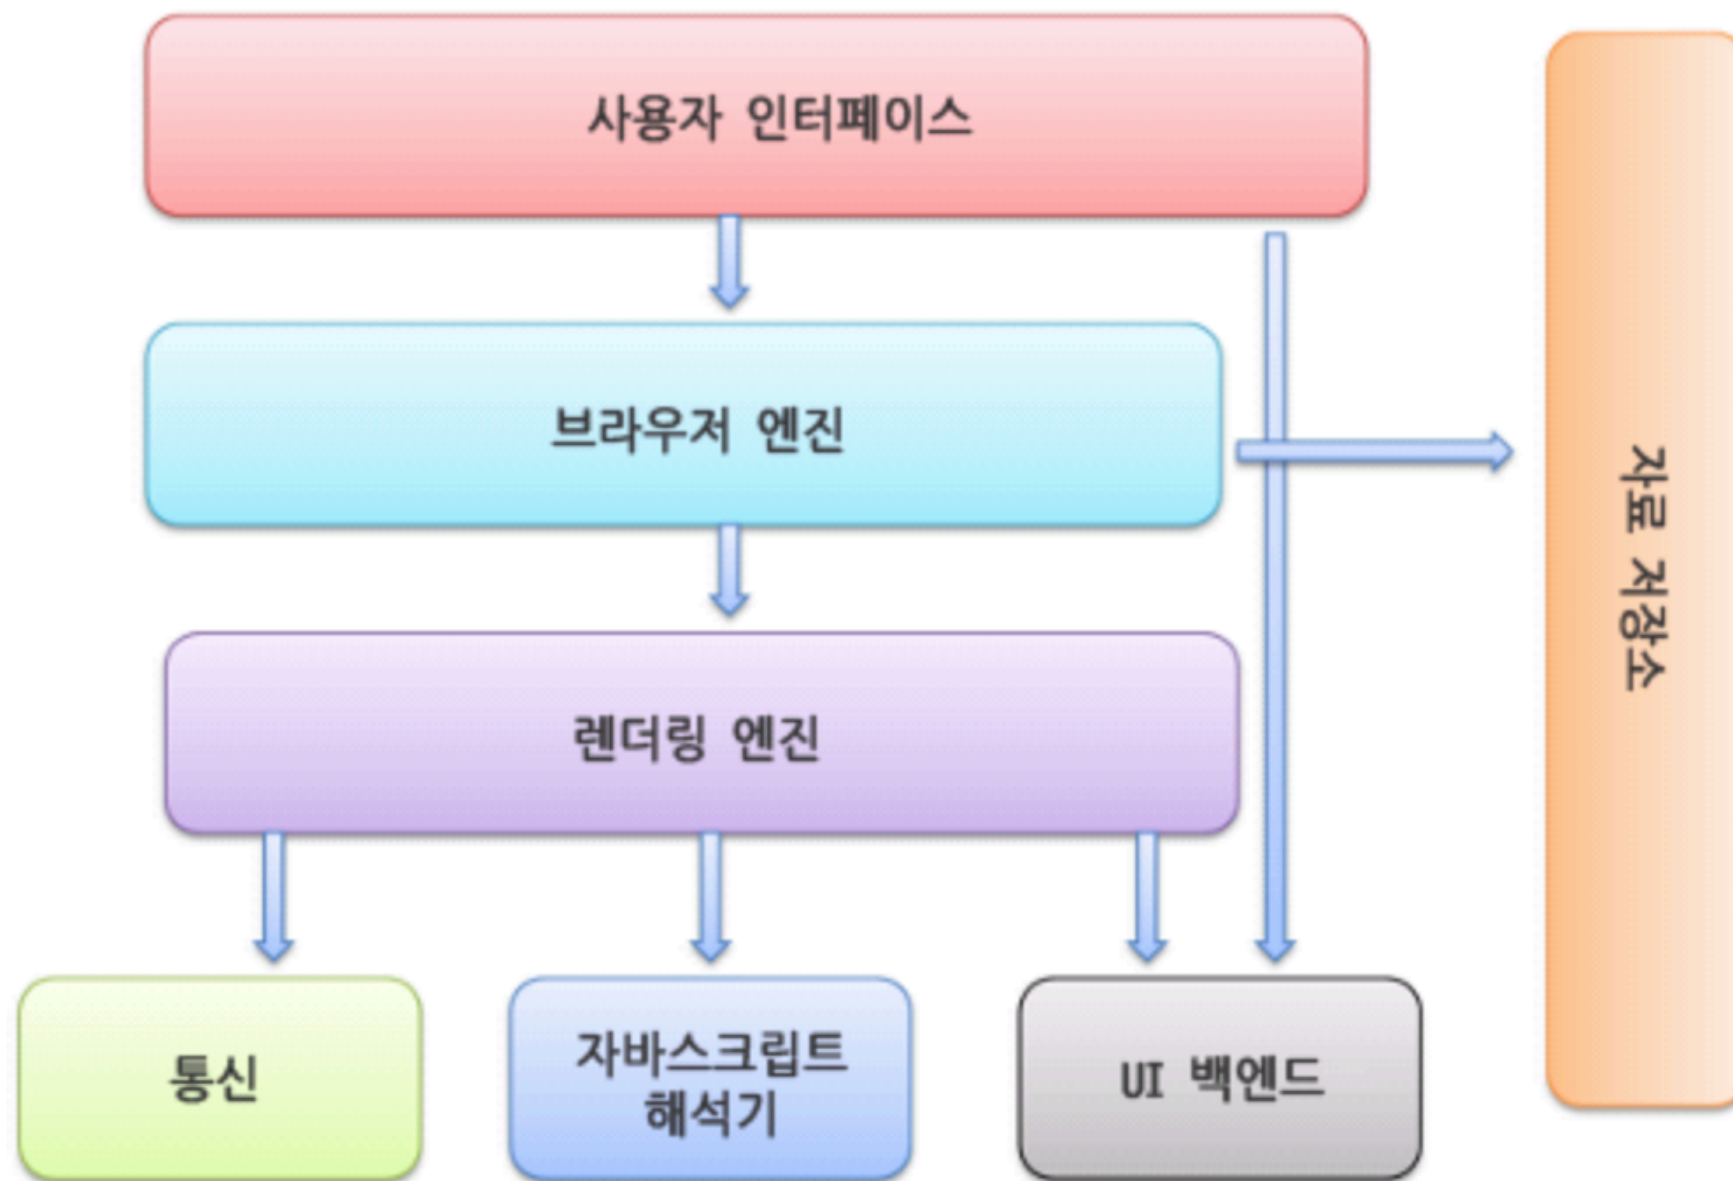 사용자 인터페이스
브라우저 엔진
자료 저장소
렌더링 엔진
통신
자바스크립트
해석기
UI 백엔드